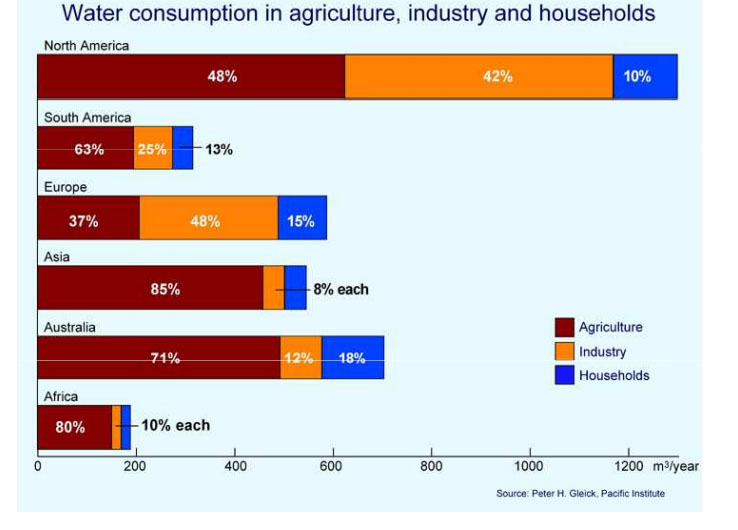 Water consumption in agriculture, industry and households
North America
48% 42% 10%
South America
63% 25% 13%
Europe
37% 48% 15%
Asia
85% 8% each
Australia
71% 12% 18%
Agriculture
Industry
Households
Africa
80% 10% each
0 200 400 600 800 1000 1200 m³/year
Source: Peter H. Gleick, Pacific Institute